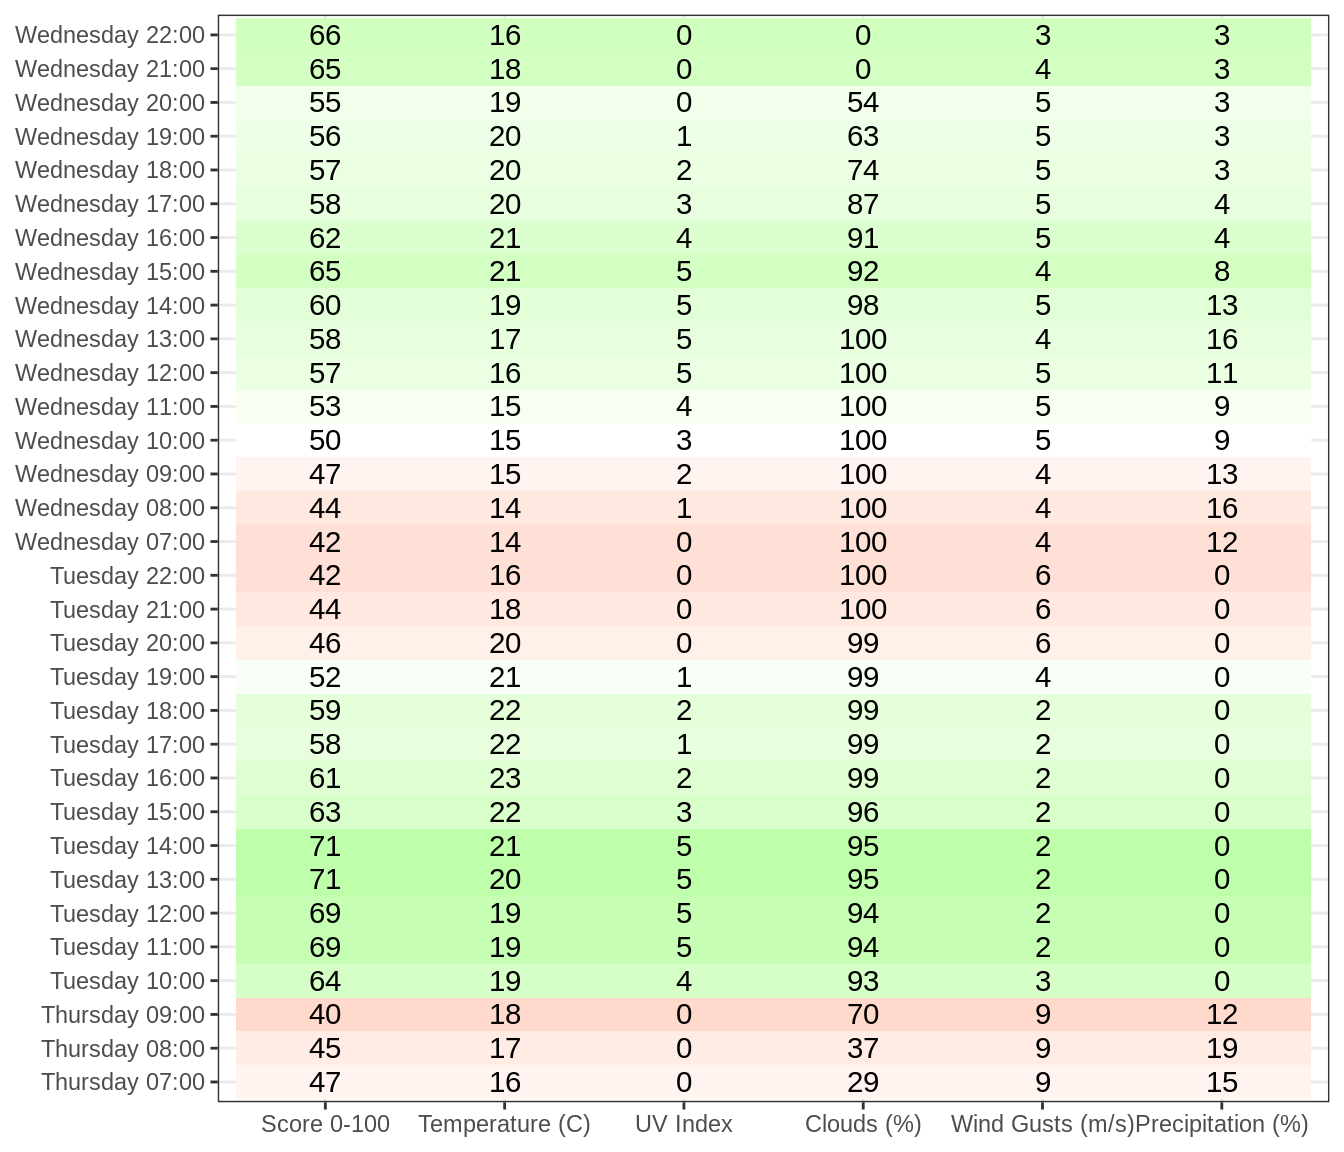 Wednesday 22:00 66 16 0 0 3 3
Wednesday 21:00 65 18 0 0 4 3
Wednesday 20:00 55 19 0 54 5 3
Wednesday 19:00 56 20 1 63 5 3
Wednesday 18:00 57 20 2 74 5 3
Wednesday 17:00 58 20 3 87 5 4
Wednesday 16:00 62 21 4 91 5 4
Wednesday 15:00 65 21 5 92 4 8
Wednesday 14:00 60 19 5 98 5 13
Wednesday 13:00 58 17 5 100 4 16
Wednesday 12:00 57 16 5 100 5 11
Wednesday 11:00 53 15 4 100 5 9
Wednesday 10:00 50 15 3 100 5 9
Wednesday 09:00 47 15 2 100 4 13
Wednesday 08:00 44 14 1 100 4 16
Wednesday 07:00 42 14 0 100 4 12
Tuesday 22:00 42 16 0 100 6 0
Tuesday 21:00 44 18 0 100 6 0
Tuesday 20:00 46 20 0 99 6 0
Tuesday 19:00 52 21 1 99 4 0
Tuesday 18:00 59 22 2 99 2 0
Tuesday 17:00 58 22 1 99 2 0
Tuesday 16:00 61 23 2 99 2 0
Tuesday 15:00 63 22 3 96 2 0
Tuesday 14:00 71 21 5 95 2 0
Tuesday 13:00 71 20 5 95 2 0
Tuesday 12:00 69 19 5 94 2 0
Tuesday 11:00 69 19 5 94 2 0
Tuesday 10:00 64 19 4 93 3 0
Thursday 09:00 40 18 0 70 9 12
Thursday 08:00 45 17 0 37 9 19
Thursday 07:00 47 16 0 29 9 15
Score 0-100 Temperature (C) UV Index Clouds (%) Wind Gusts (m/s) Precipitation (%)